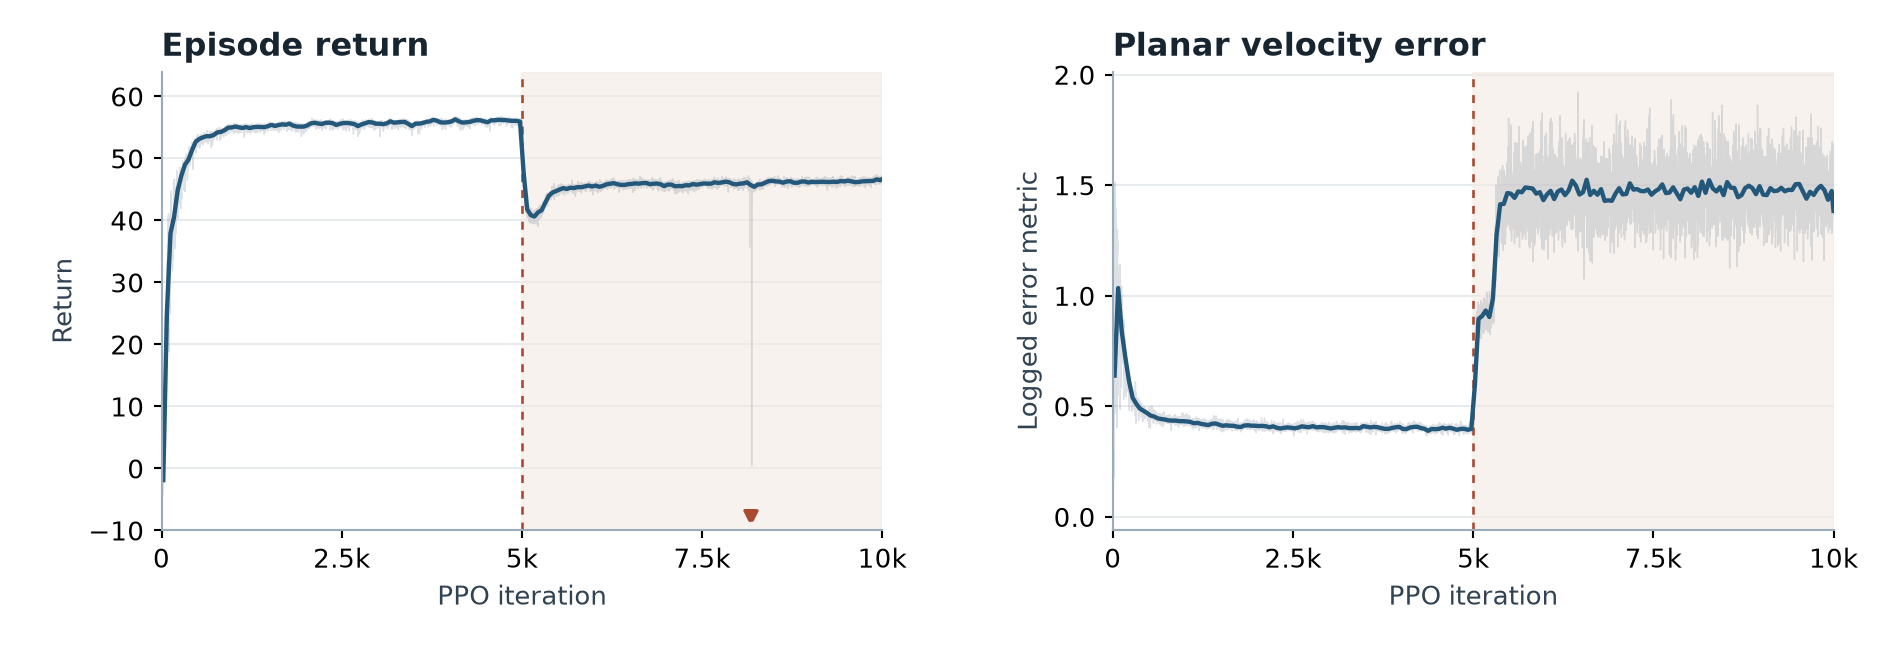 Episode return
60
50
40
30
20
10
0
−10
Return
0
2.5k
5k
7.5k
10k
PPO iteration
Planar velocity error
2.0
1.5
1.0
0.5
0.0
Logged error metric
0
2.5k
5k
7.5k
10k
PPO iteration